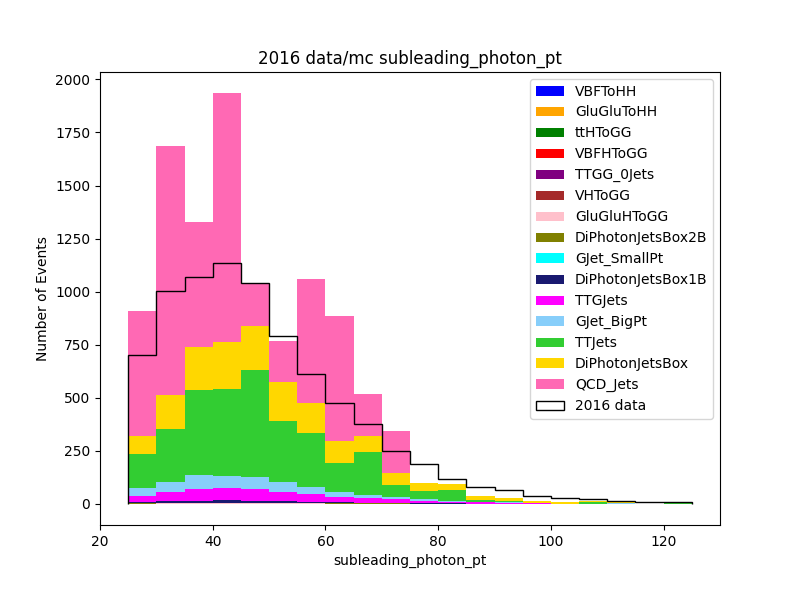 2016 data/mc subleading_photon_pt
2000
1750
1500
1250
1000
750
500
250
0
Number of Events
20
40
60
80
100
120
subleading_photon_pt
VBFToHH
GluGluToHH
ttHToGG
VBFHToGG
TTGG_0Jets
VHToGG
GluGluHToGG
DiPhotonJetsBox2B
GJet_SmallPt
DiPhotonJetsBox1B
TTGJets
GJet_BigPt
TTJets
DiPhotonJetsBox
QCD_Jets
2016 data